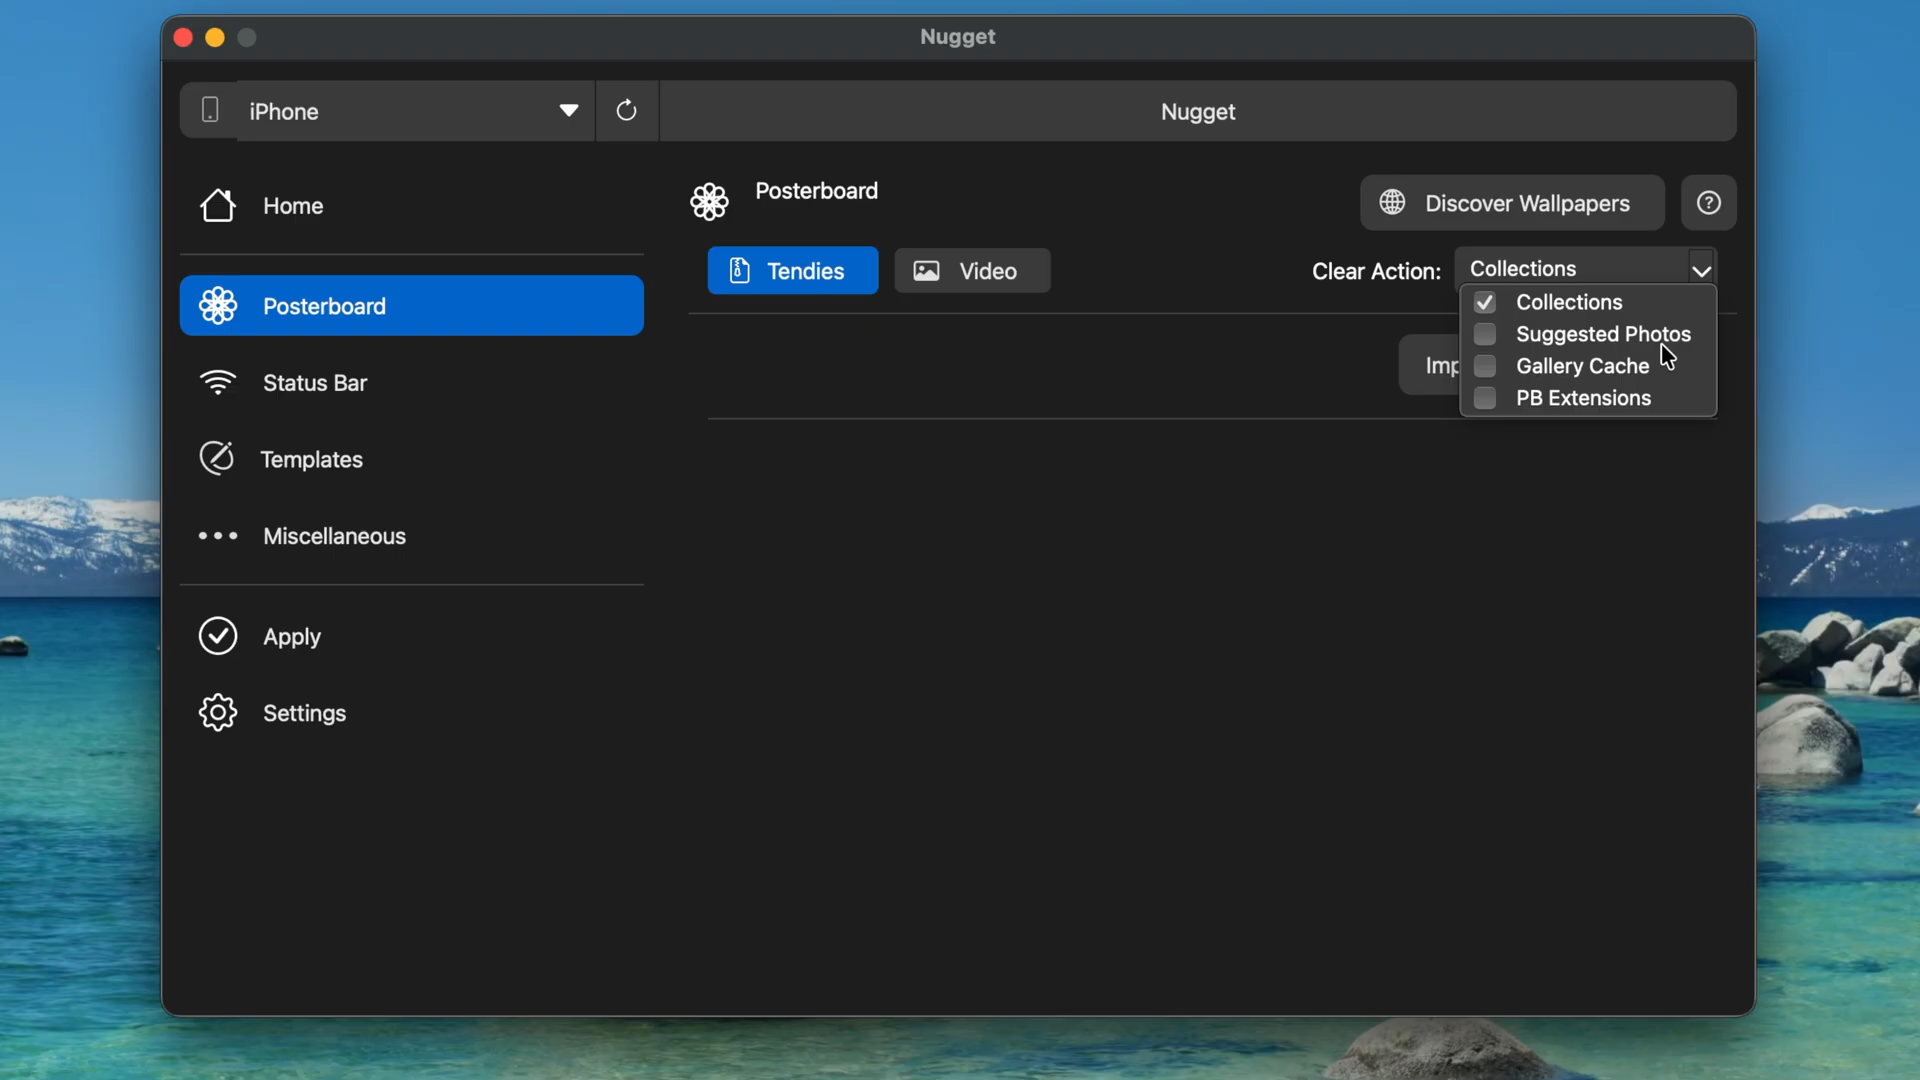 Nugget
iPhone
Nugget
Home
Posterboard
Status Bar
Templates
Miscellaneous
Apply
Settings
Posterboard
Discover Wallpapers
?
Tendies
Video
Clear Action:
Collections
Collections
Suggested Photos
Gallery Cache
PB Extensions